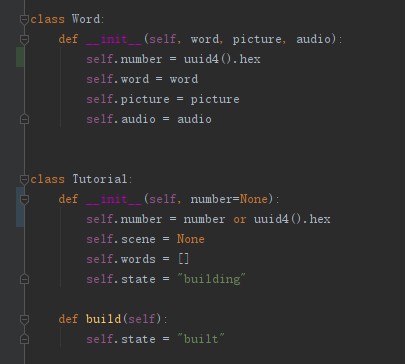 class Word:
    def __init__(self, word, picture, audio):
        self.number = uuid4().hex
        self.word = word
        self.picture = picture
        self.audio = audio
class Tutorial:
    def __init__(self, number=None):
        self.number = number or uuid4().hex
        self.scene = None
        self.words = []
        self.state = "building"
    def build(self):
        self.state = "built"